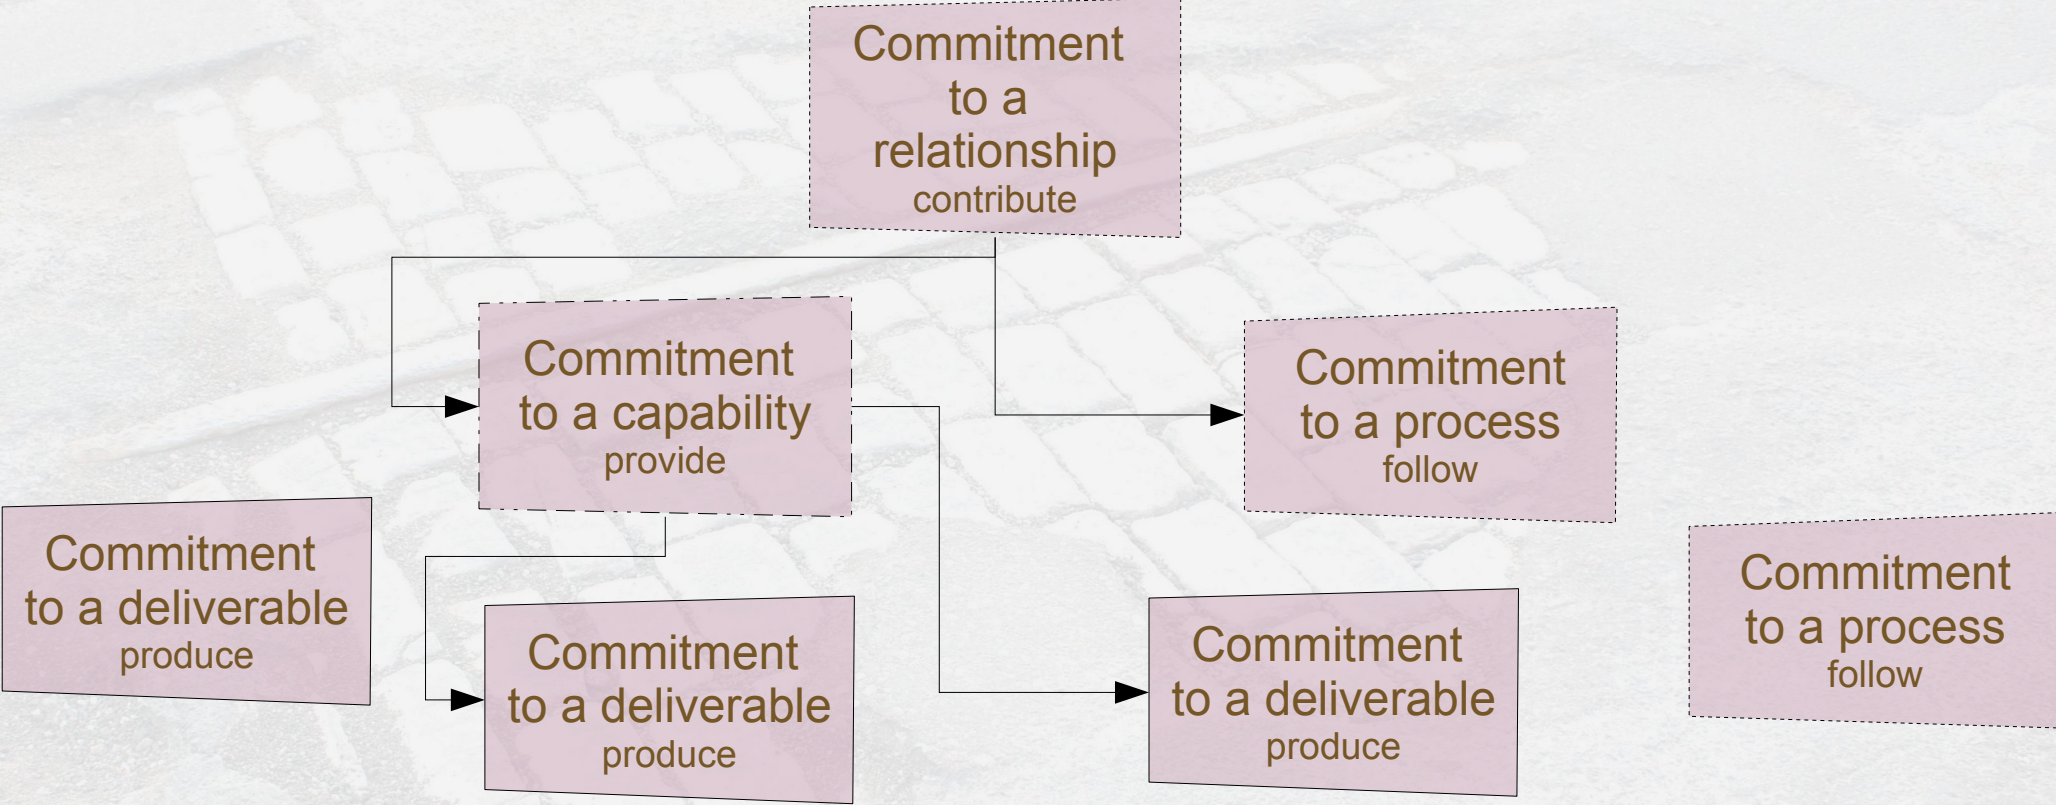 Commitment
to a
relationship
contribute
Commitment
to a capability
provide
Commitment
to a process
follow
Commitment
to a deliverable
produce
Commitment
to a deliverable
produce
Commitment
to a deliverable
produce
Commitment
to a process
follow